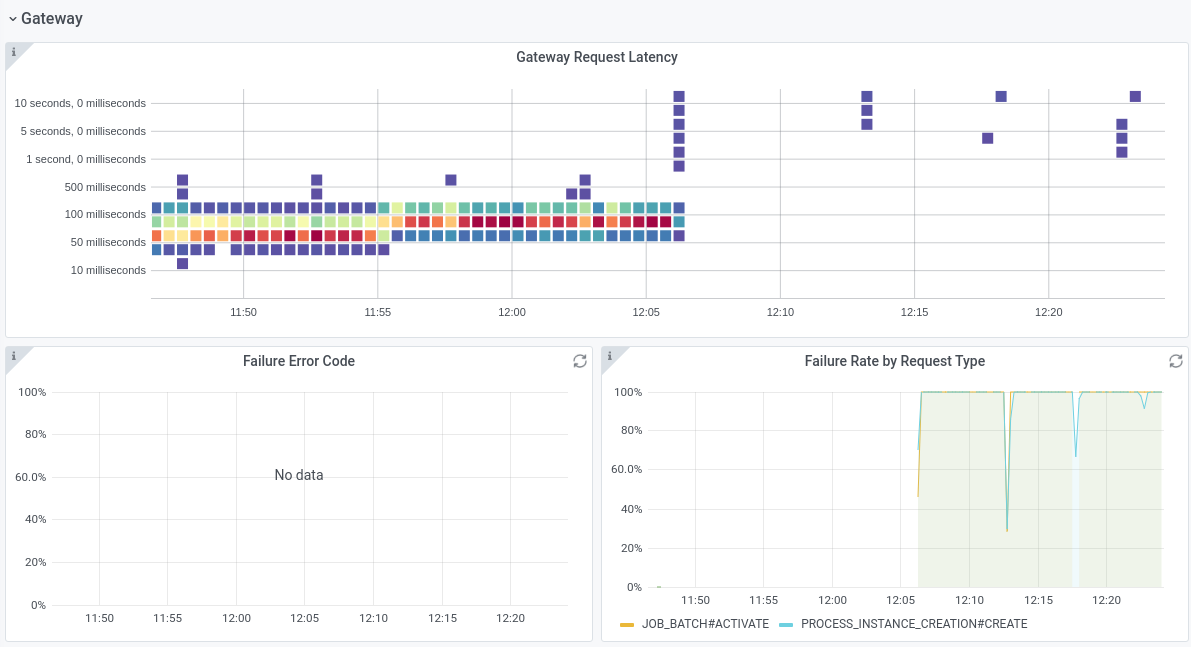 Gateway
i
Gateway Request Latency
10 seconds, 0 milliseconds
5 seconds, 0 milliseconds
1 second, 0 milliseconds
500 milliseconds
100 milliseconds
50 milliseconds
10 milliseconds
11:50 11:55 12:00 12:05 12:10 12:15 12:20
i
Failure Error Code
100%
80%
60.0%
40%
20%
0%
No data
11:50 11:55 12:00 12:05 12:10 12:15 12:20
i
Failure Rate by Request Type
100%
80%
60.0%
40%
20%
0%
11:50 11:55 12:00 12:05 12:10 12:15 12:20
JOB_BATCH#ACTIVATE PROCESS_INSTANCE_CREATION#CREATE